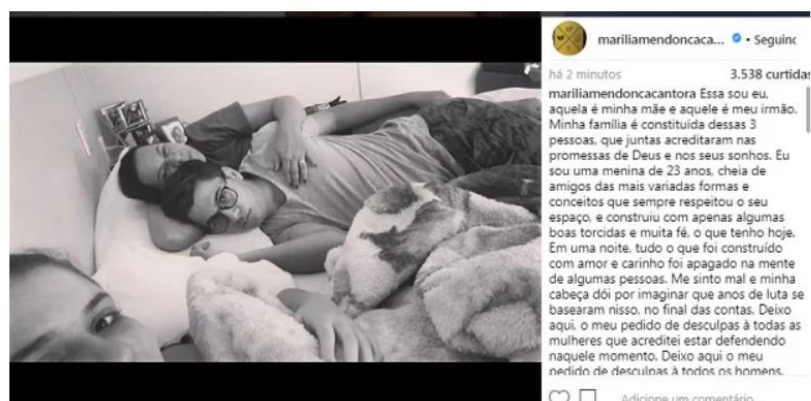 mariliamendoncaca... • Seguinc
há 2 minutos 3.538 curtidas
mariliamendoncacantora Essa sou eu,
aquela é minha mãe e aquele é meu irmão.
Minha família é constituída dessas 3
pessoas, que juntas acreditaram nas
promessas de Deus e nos seus sonhos. Eu
sou uma menina de 23 anos, cheia de
amigos das mais variadas formas e
conceitos que sempre respeitou o seu
espaço, e construiu com apenas algumas
boas torcidas e muita fé, o que tenho hoje.
Em uma noite, tudo o que foi construído
com amor e carinho foi apagado na mente
de algumas pessoas. Me sinto mal e minha
cabeça dói por imaginar que anos de luta se
basearam nisso, no final das contas. Deixo
aqui, o meu pedido de desculpas à todas as
mulheres que acreditei estar defendendo
naquele momento. Deixo aqui o meu
pedido de desculpas à todos os homens,
Adicione um comentário